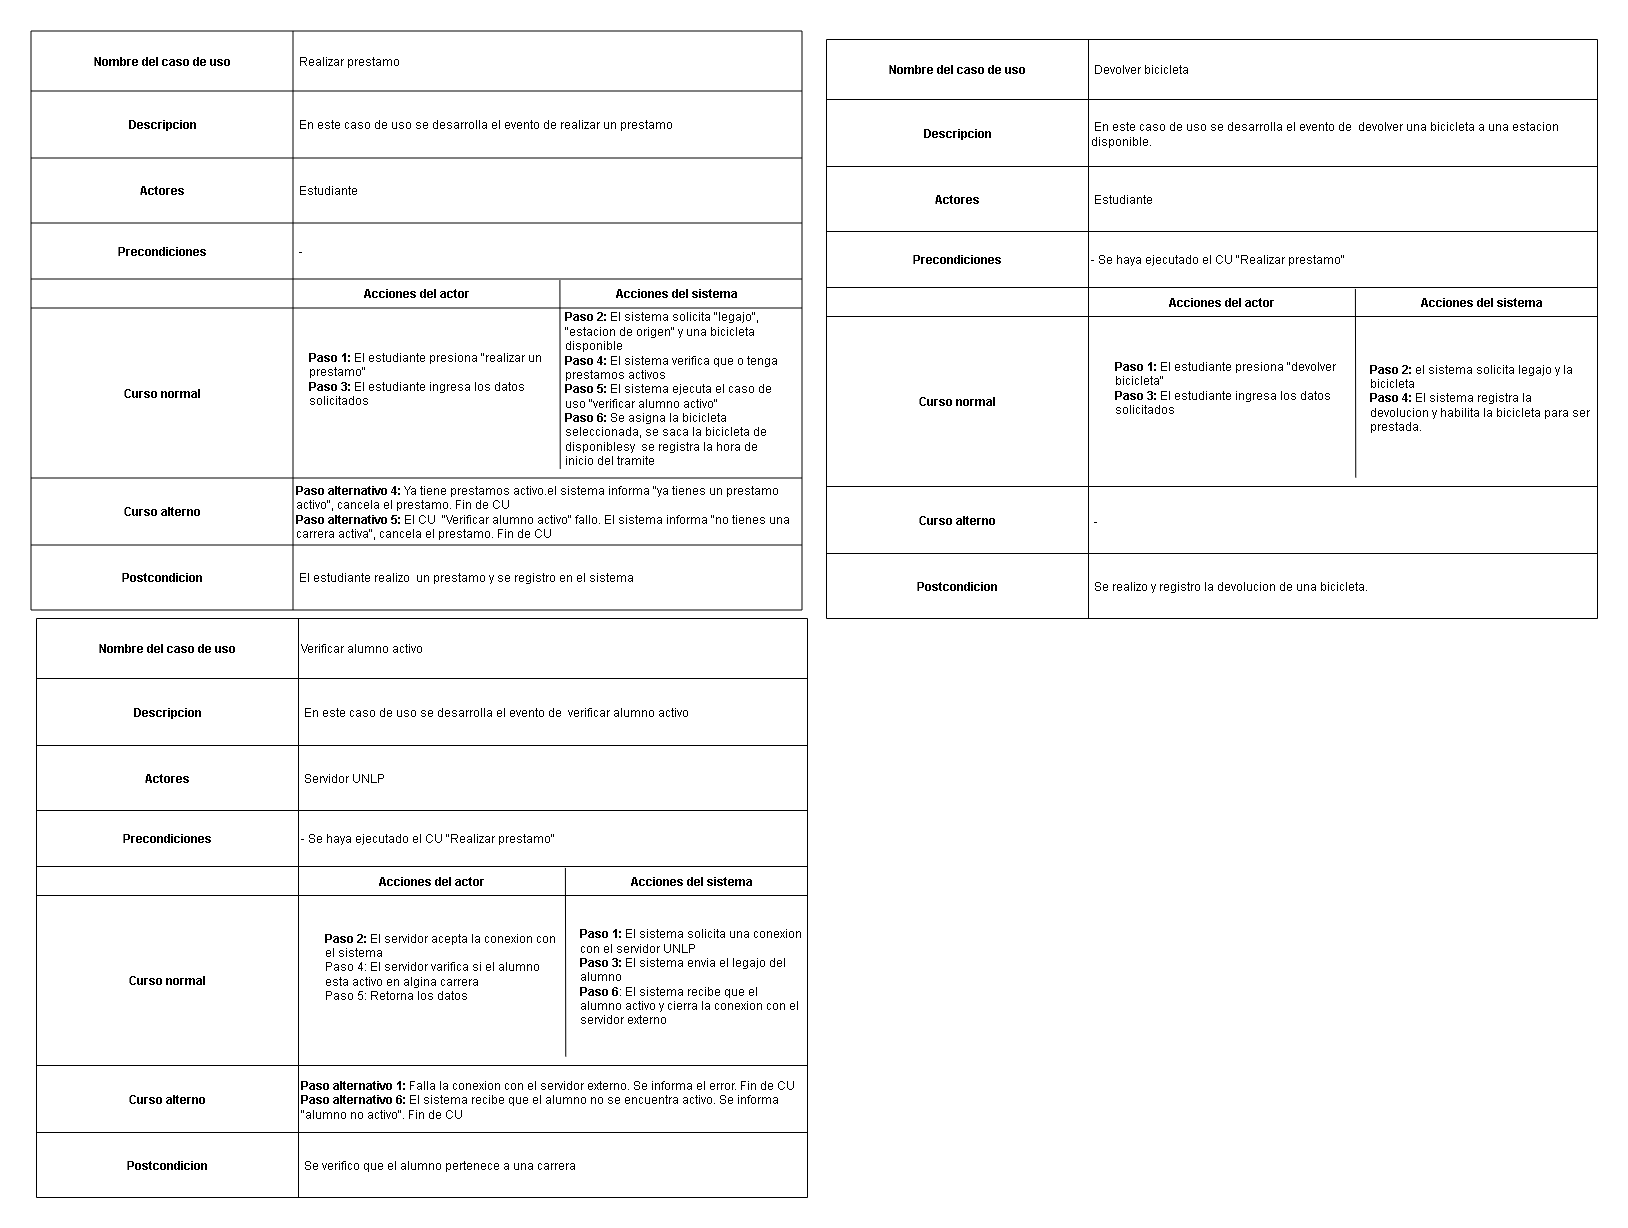 Nombre del caso de uso
Realizar prestamo
Descripcion
En este caso de uso se desarrolla el evento de realizar un prestamo
Actores
Estudiante
Precondiciones
-
Acciones del actor
Acciones del sistema
Curso normal
Paso 1: El estudiante presiona "realizar un
prestamo"
Paso 3: El estudiante ingresa los datos
solicitados
Paso 2: El sistema solicita "legajo",
"estacion de origen" y una bicicleta
disponible
Paso 4: El sistema verifica que o tenga
prestamos activos
Paso 5: El sistema ejecuta el caso de
uso "verificar alumno activo"
Paso 6: Se asigna la bicicleta
seleccionada, se saca la bicicleta de
disponiblesy se registra la hora de
inicio del tramite
Curso alterno
Paso alternativo 4: Ya tiene prestamos activo.el sistema informa "ya tienes un prestamo
activo", cancela el prestamo. Fin de CU
Paso alternativo 5: El CU "Verificar alumno activo" fallo. El sistema informa "no tienes una
carrera activa", cancela el prestamo. Fin de CU
Postcondicion
El estudiante realizo un prestamo y se registro en el sistema
Nombre del caso de uso
Devolver bicicleta
Descripcion
En este caso de uso se desarrolla el evento de devolver una bicicleta a una estacion
disponible.
Actores
Estudiante
Precondiciones
- Se haya ejecutado el CU "Realizar prestamo"
Acciones del actor
Acciones del sistema
Curso normal
Paso 1: El estudiante presiona "devolver
bicicleta"
Paso 3: El estudiante ingresa los datos
solicitados
Paso 2: el sistema solicita legajo y la
bicicleta
Paso 4: El sistema registra la
devolucion y habilita la bicicleta para ser
prestada.
Curso alterno
-
Postcondicion
Se realizo y registro la devolucion de una bicicleta.
Nombre del caso de uso
Verificar alumno activo
Descripcion
En este caso de uso se desarrolla el evento de verificar alumno activo
Actores
Servidor UNLP
Precondiciones
- Se haya ejecutado el CU "Realizar prestamo"
Acciones del actor
Acciones del sistema
Curso normal
Paso 2: El servidor acepta la conexion con
el sistema
Paso 4: El servidor varifica si el alumno
esta activo en algina carrera
Paso 5: Retorna los datos
Paso 1: El sistema solicita una conexion
con el servidor UNLP
Paso 3: El sistema envia el legajo del
alumno
Paso 6: El sistema recibe que el
alumno activo y cierra la conexion con el
servidor externo
Curso alterno
Paso alternativo 1: Falla la conexion con el servidor externo. Se informa el error. Fin de CU
Paso alternativo 6: El sistema recibe que el alumno no se encuentra activo. Se informa
"alumno no activo". Fin de CU
Postcondicion
Se verifico que el alumno pertenece a una carrera